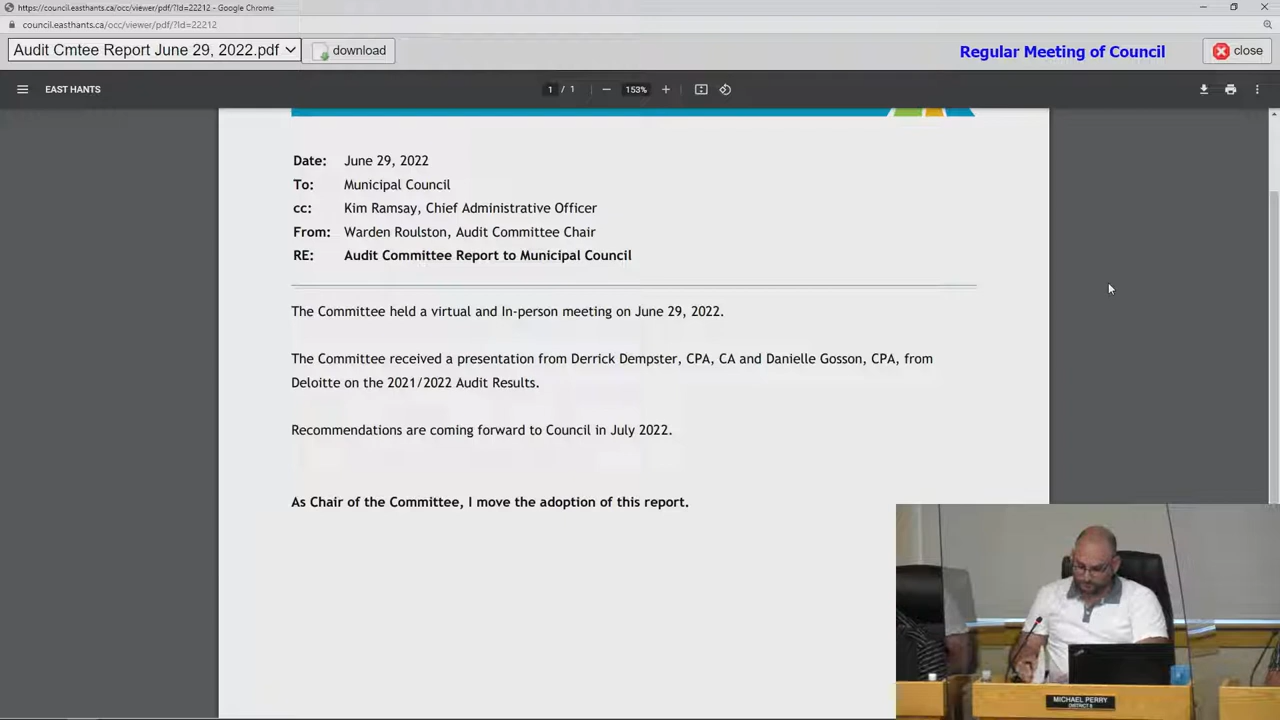 https://council.easthants.ca/occ/viewer/pdf/?Id=22212 - Google Chrome
council.easthants.ca/occ/viewer/pdf/?Id=22212
Audit Cmtee Report June 29, 2022.pdf
download
Regular Meeting of Council
close
EAST HANTS
1 / 1
153%
Date: June 29, 2022
To: Municipal Council
cc: Kim Ramsay, Chief Administrative Officer
From: Warden Roulston, Audit Committee Chair
RE: Audit Committee Report to Municipal Council
The Committee held a virtual and In-person meeting on June 29, 2022.
The Committee received a presentation from Derrick Dempster, CPA, CA and Danielle Gosson, CPA, from
Deloitte on the 2021/2022 Audit Results.
Recommendations are coming forward to Council in July 2022.
As Chair of the Committee, I move the adoption of this report.
MICHAEL PERRY